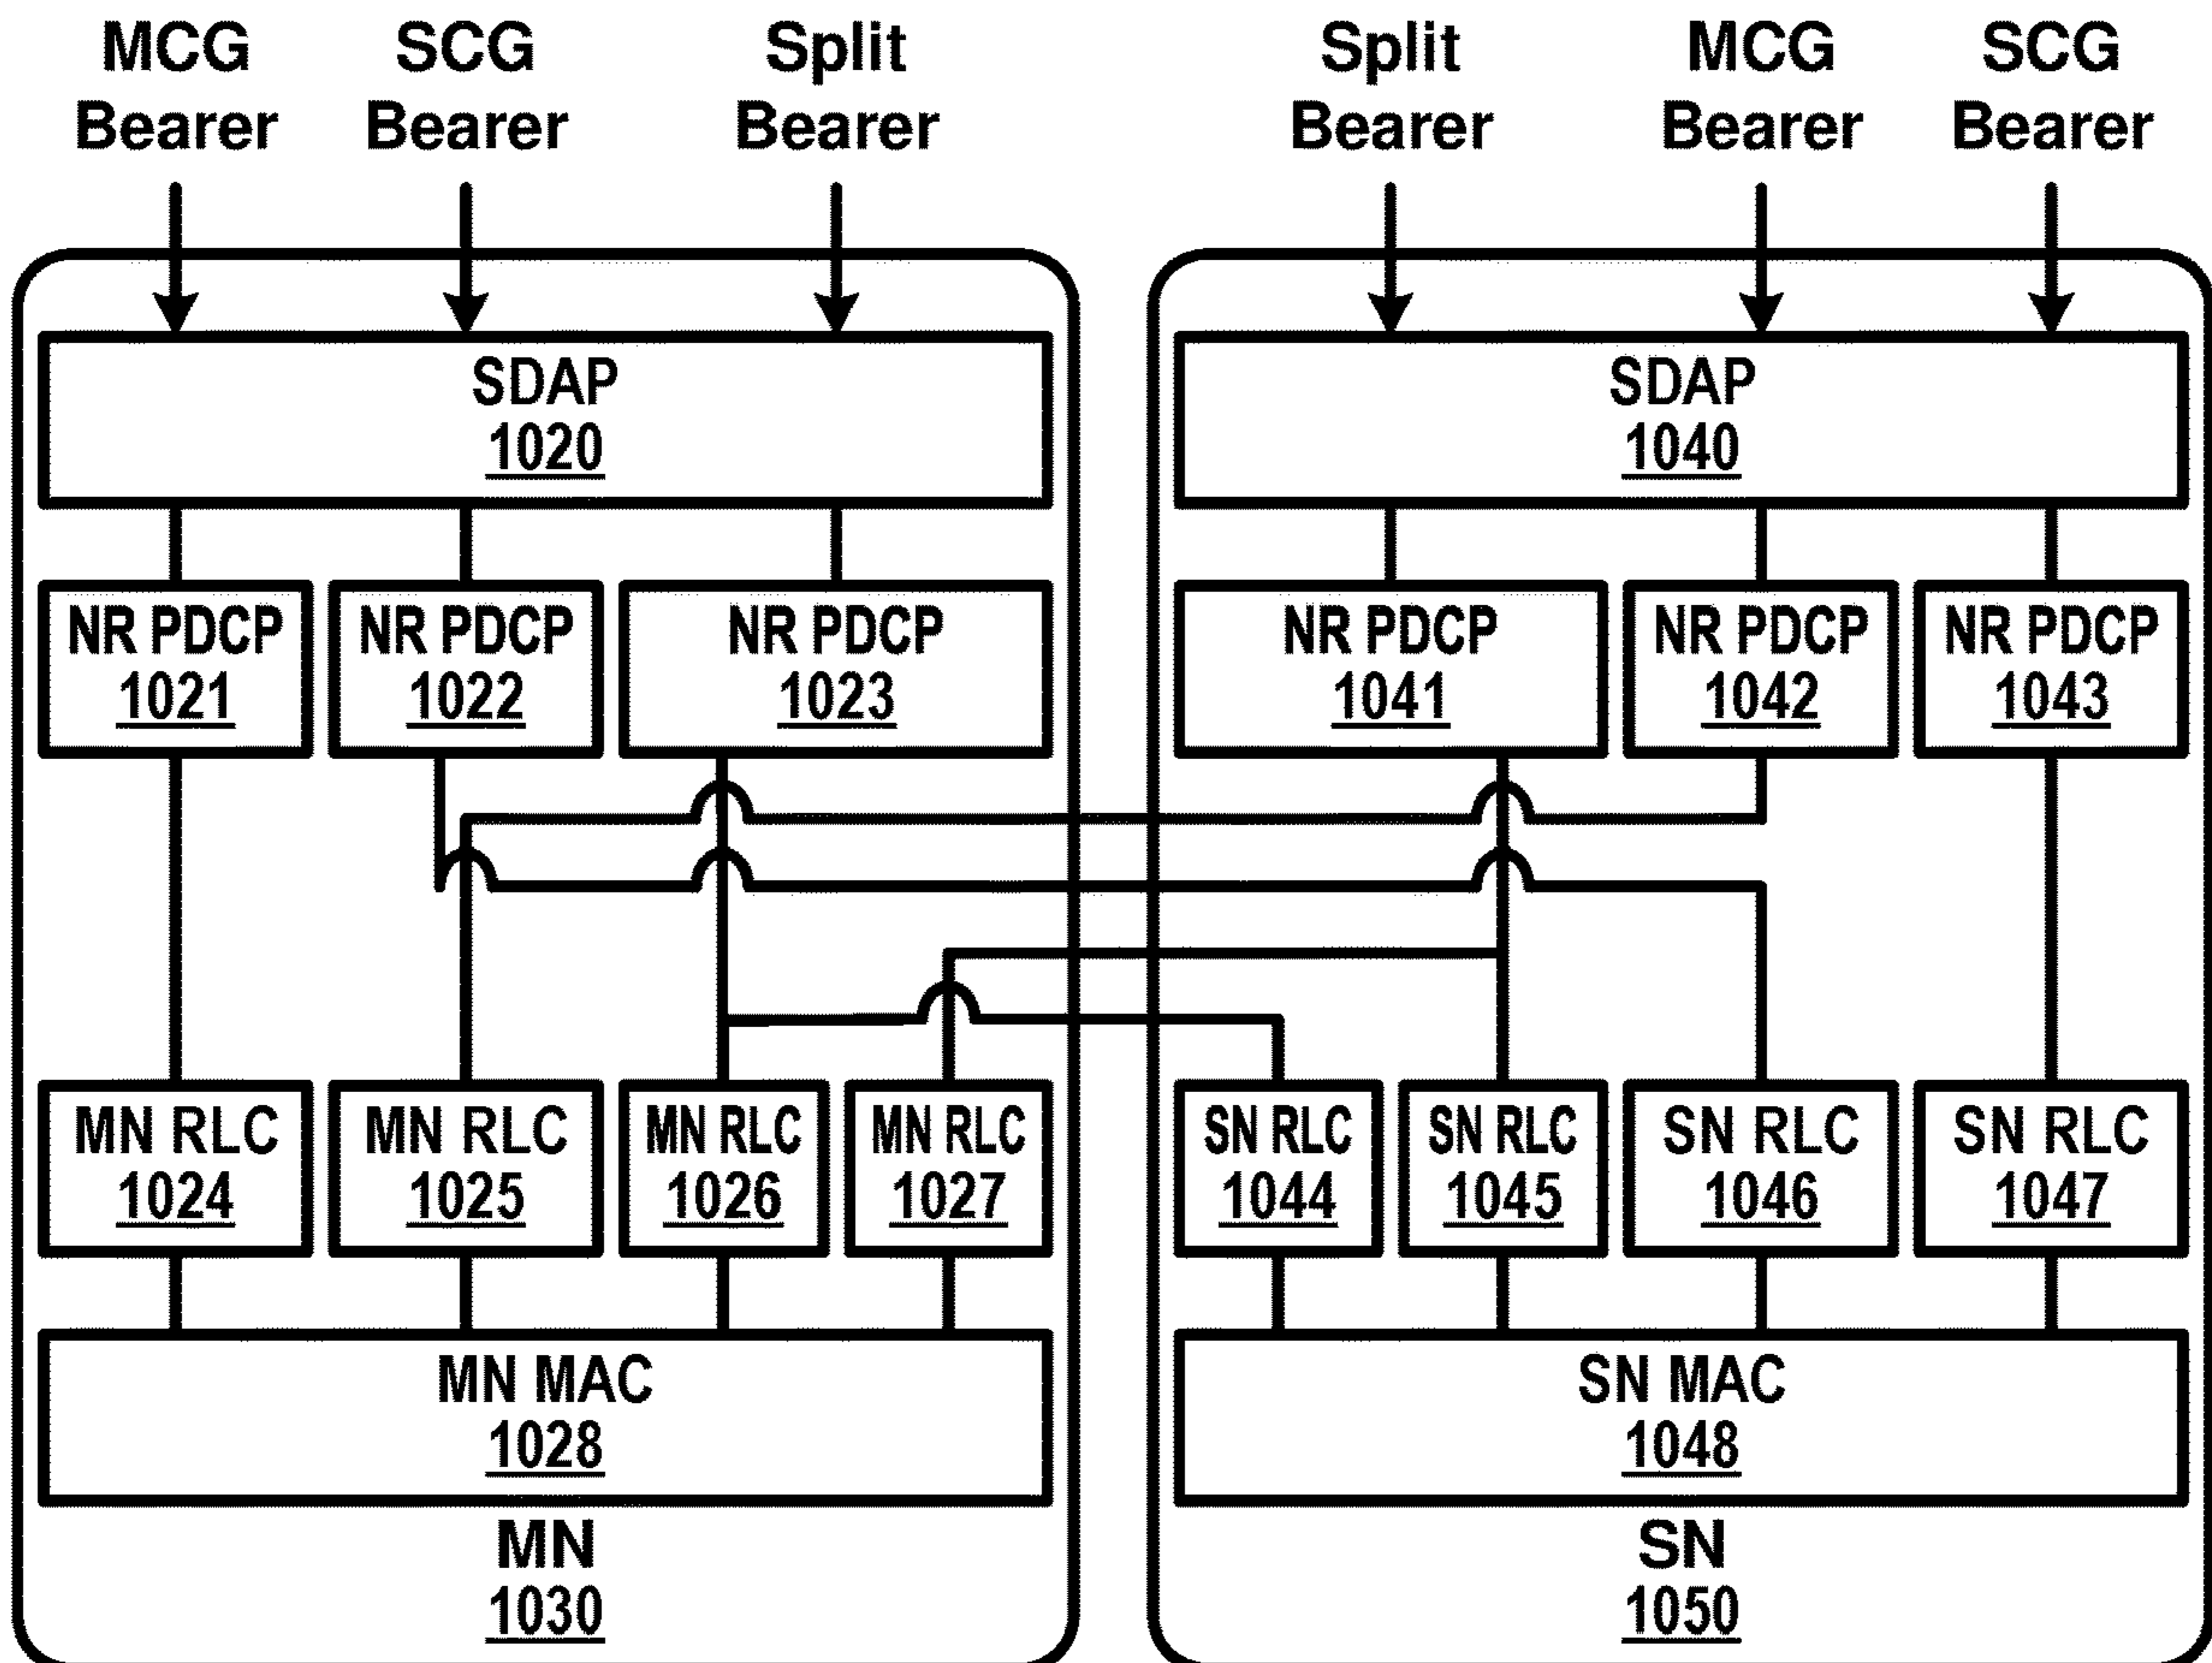 MCG Bearer
SCG Bearer
Split Bearer
Split Bearer
MCG Bearer
SCG Bearer
SDAP
1020
SDAP
1040
NR PDCP
1021
NR PDCP
1022
NR PDCP
1023
NR PDCP
1041
NR PDCP
1042
NR PDCP
1043
MN RLC
1024
MN RLC
1025
MN RLC
1026
MN RLC
1027
SN RLC
1044
SN RLC
1045
SN RLC
1046
SN RLC
1047
MN MAC
1028
SN MAC
1048
MN
1030
SN
1050